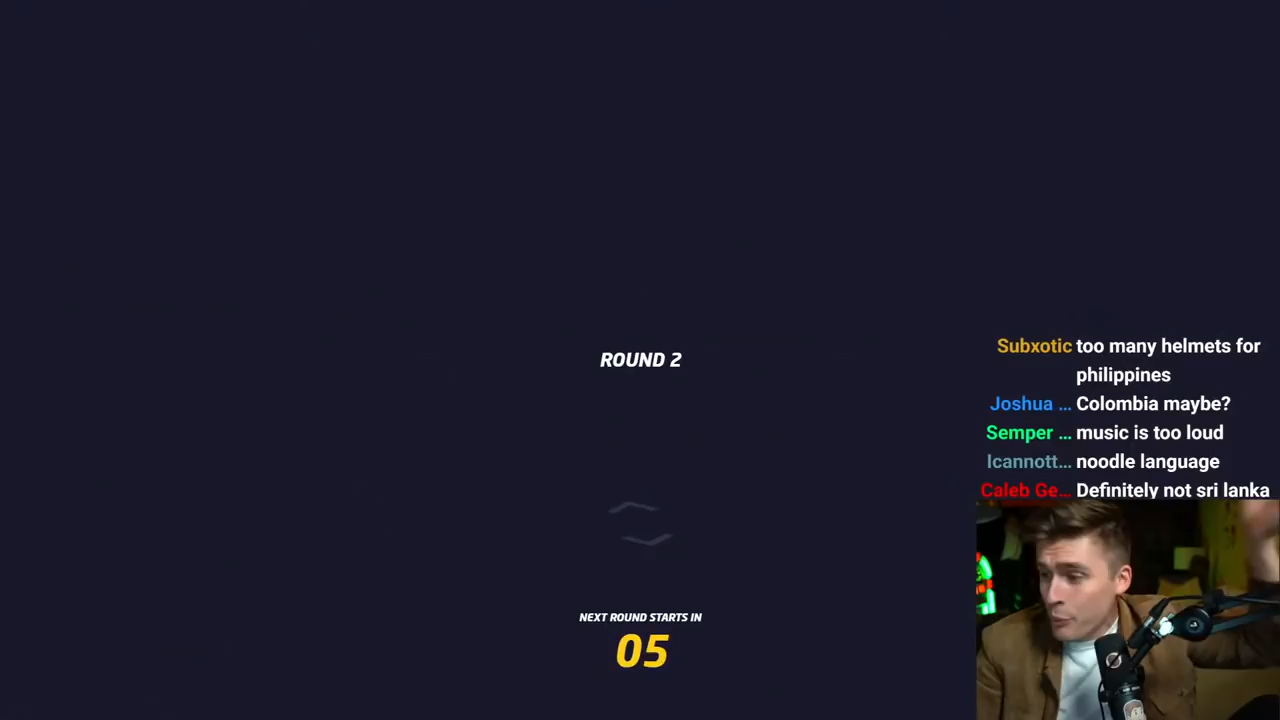 ROUND 2
NEXT ROUND STARTS IN
05
Subxotic too many helmets for
philippines
Joshua … Colombia maybe?
Semper … music is too loud
Icannott… noodle language
Caleb Ge… Definitely not sri lanka